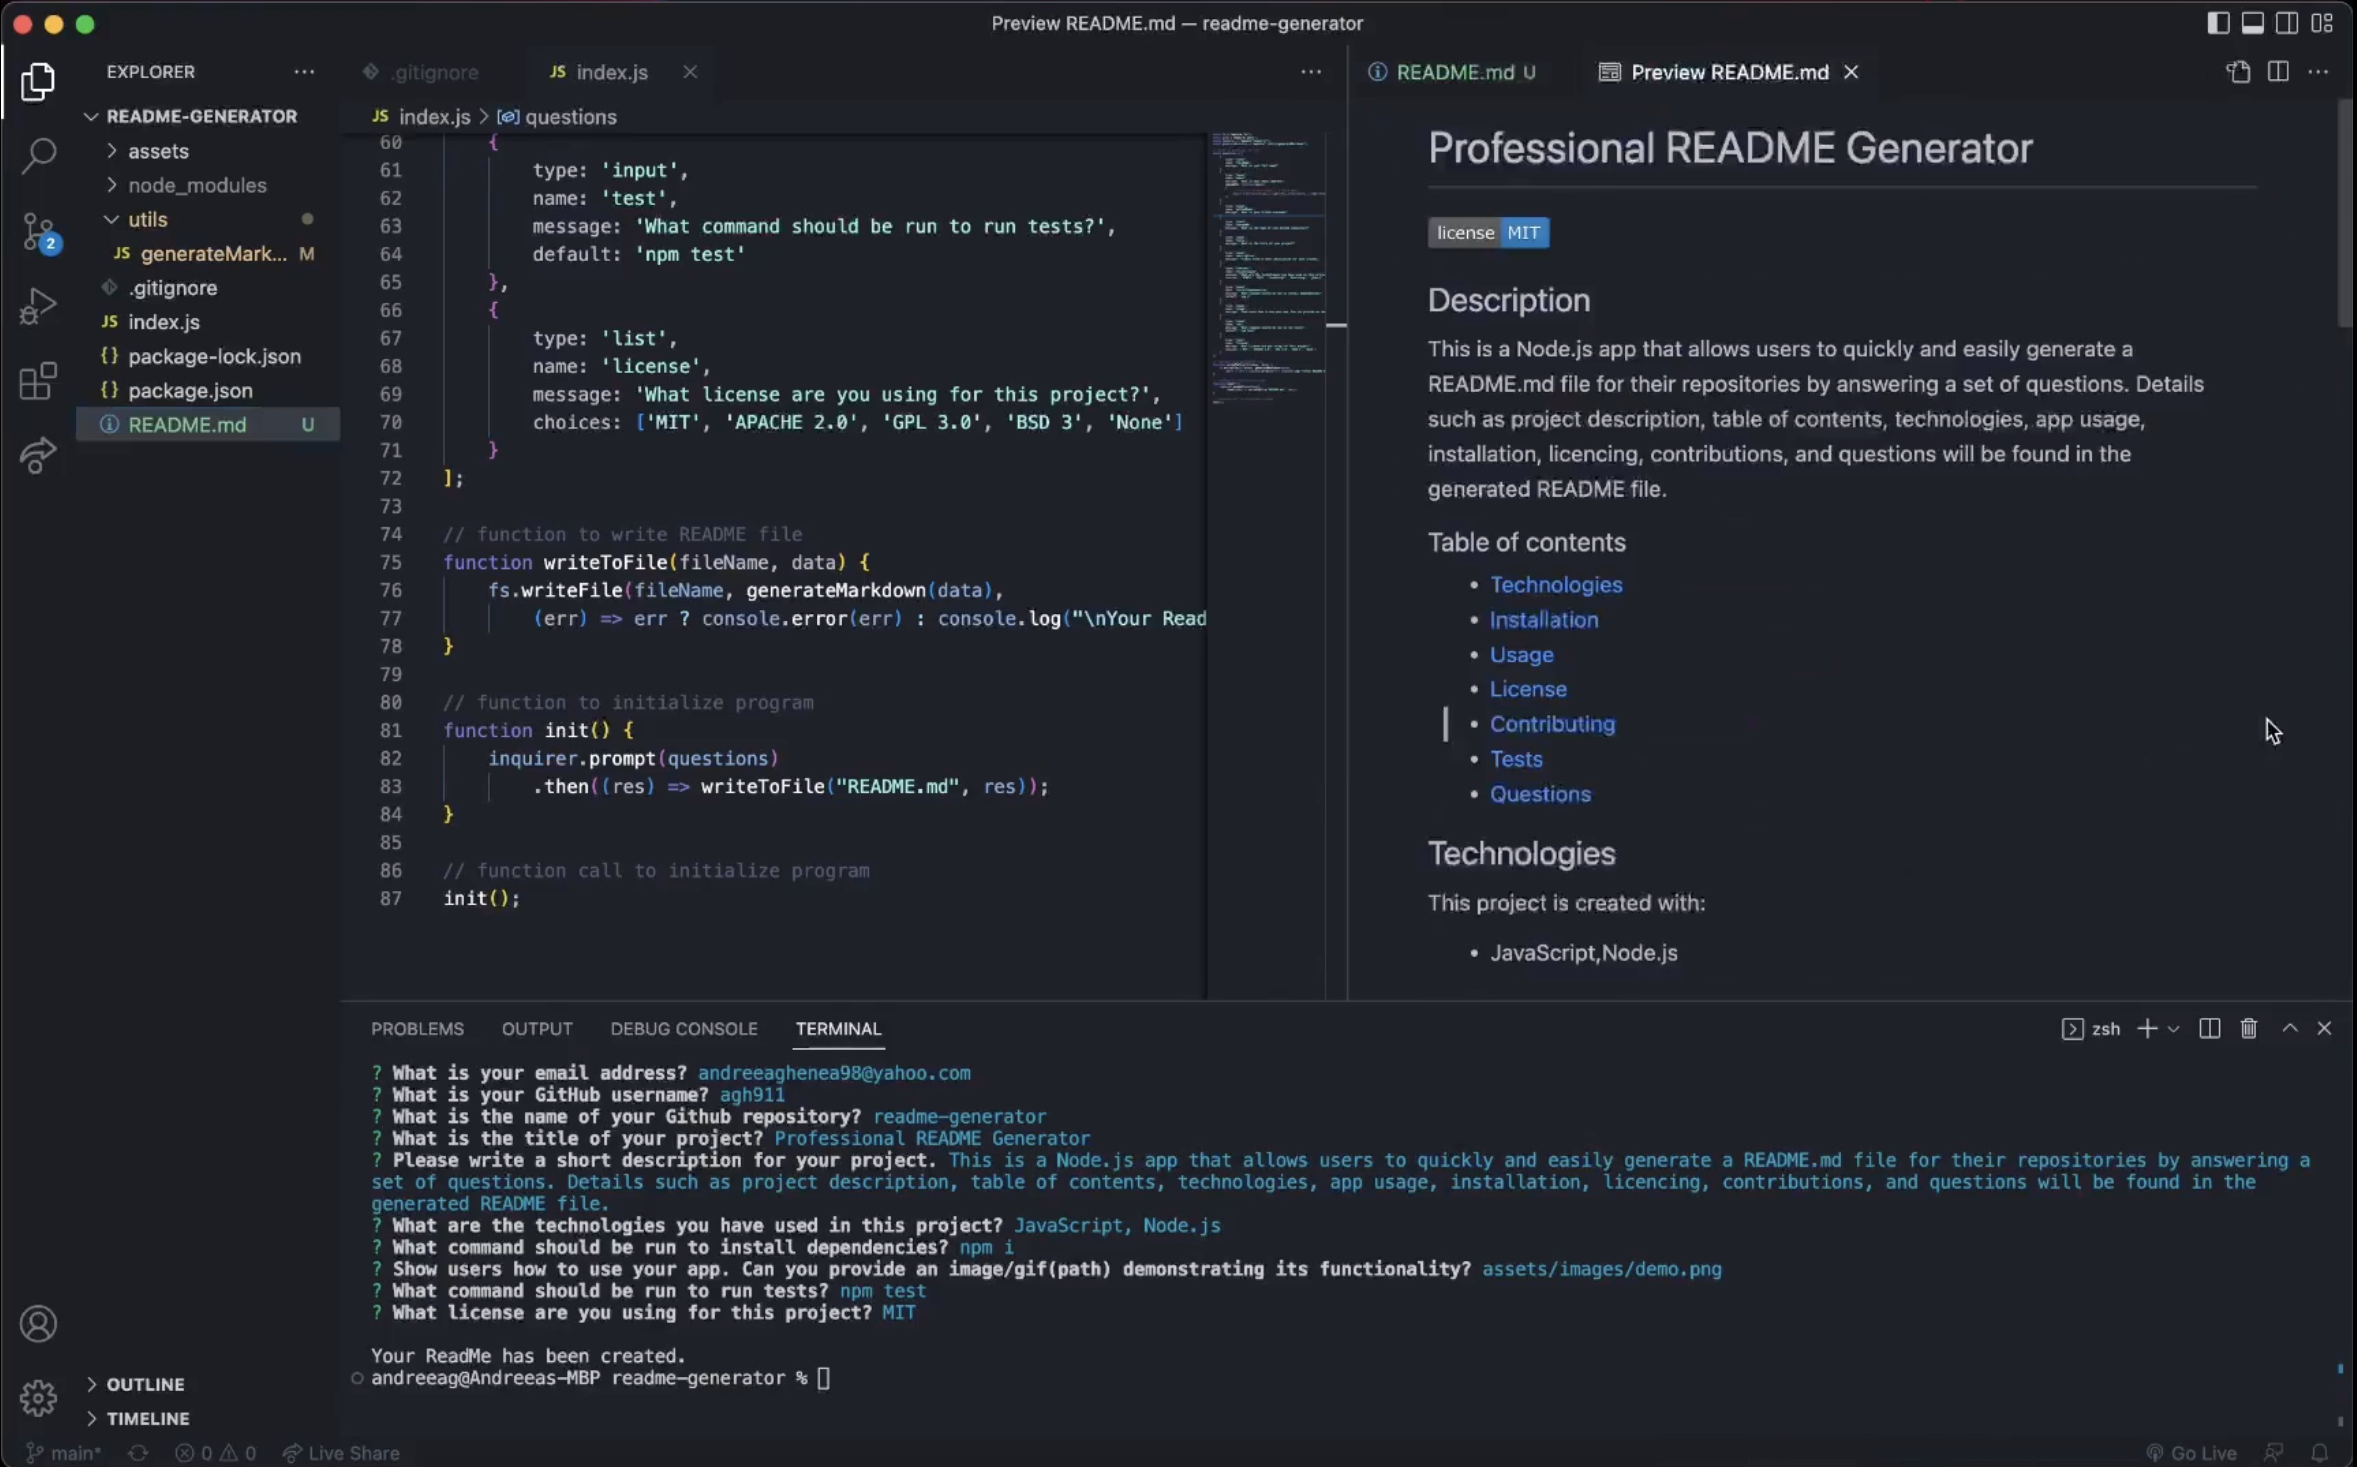 Preview README.md — readme-generator
EXPLORER
README-GENERATOR
assets
node_modules
utils
JS generateMark... M
.gitignore
JS index.js
{} package-lock.json
{} package.json
README.md U
OUTLINE
TIMELINE
2
.gitignore
JS index.js
JS index.js > questions
60 {
61 type: 'input',
62 name: 'test',
63 message: 'What command should be run to run tests?',
64 default: 'npm test'
65 },
66 {
67 type: 'list',
68 name: 'license',
69 message: 'What license are you using for this project?',
70 choices: ['MIT', 'APACHE 2.0', 'GPL 3.0', 'BSD 3', 'None']
71 }
72 ];
73
74 // function to write README file
75 function writeToFile(fileName, data) {
76 fs.writeFile(fileName, generateMarkdown(data),
77 (err) => err ? console.error(err) : console.log("\nYour Read
78 }
79
80 // function to initialize program
81 function init() {
82 inquirer.prompt(questions)
83 .then((res) => writeToFile("README.md", res));
84 }
85
86 // function call to initialize program
87 init();
README.md U
Preview README.md
Professional README Generator
license MIT
Description
This is a Node.js app that allows users to quickly and easily generate a
README.md file for their repositories by answering a set of questions. Details
such as project description, table of contents, technologies, app usage,
installation, licencing, contributions, and questions will be found in the
generated README file.
Table of contents
• Technologies
• Installation
• Usage
• License
• Contributing
• Tests
• Questions
Technologies
This project is created with:
• JavaScript,Node.js
PROBLEMS OUTPUT DEBUG CONSOLE TERMINAL
zsh
? What is your email address? andreeaghenea98@yahoo.com
? What is your GitHub username? agh911
? What is the name of your Github repository? readme-generator
? What is the title of your project? Professional README Generator
? Please write a short description for your project. This is a Node.js app that allows users to quickly and easily generate a README.md file for their repositories by answering a
set of questions. Details such as project description, table of contents, technologies, app usage, installation, licencing, contributions, and questions will be found in the
generated README file.
? What are the technologies you have used in this project? JavaScript, Node.js
? What command should be run to install dependencies? npm i
? Show users how to use your app. Can you provide an image/gif(path) demonstrating its functionality? assets/images/demo.png
? What command should be run to run tests? npm test
? What license are you using for this project? MIT
Your ReadMe has been created.
andreeag@Andreeas-MBP readme-generator %
main* 0 0 Live Share
Go Live